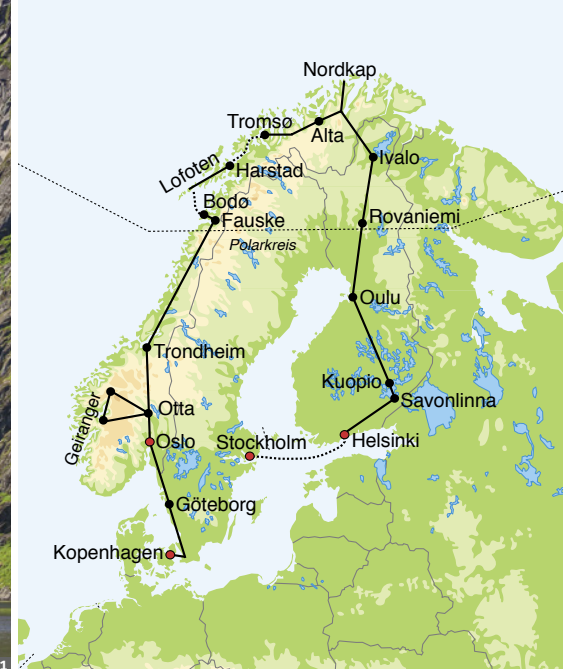 Nordkap
Tromsø
Alta
Ivalo
Lofoten
Harstad
Bodø
Fauske
Rovaniemi
Polarkreis
Oulu
Trondheim
Kuopio
Savonlinna
Otta
Geiranger
Oslo
Stockholm
Helsinki
Göteborg
Kopenhagen
1